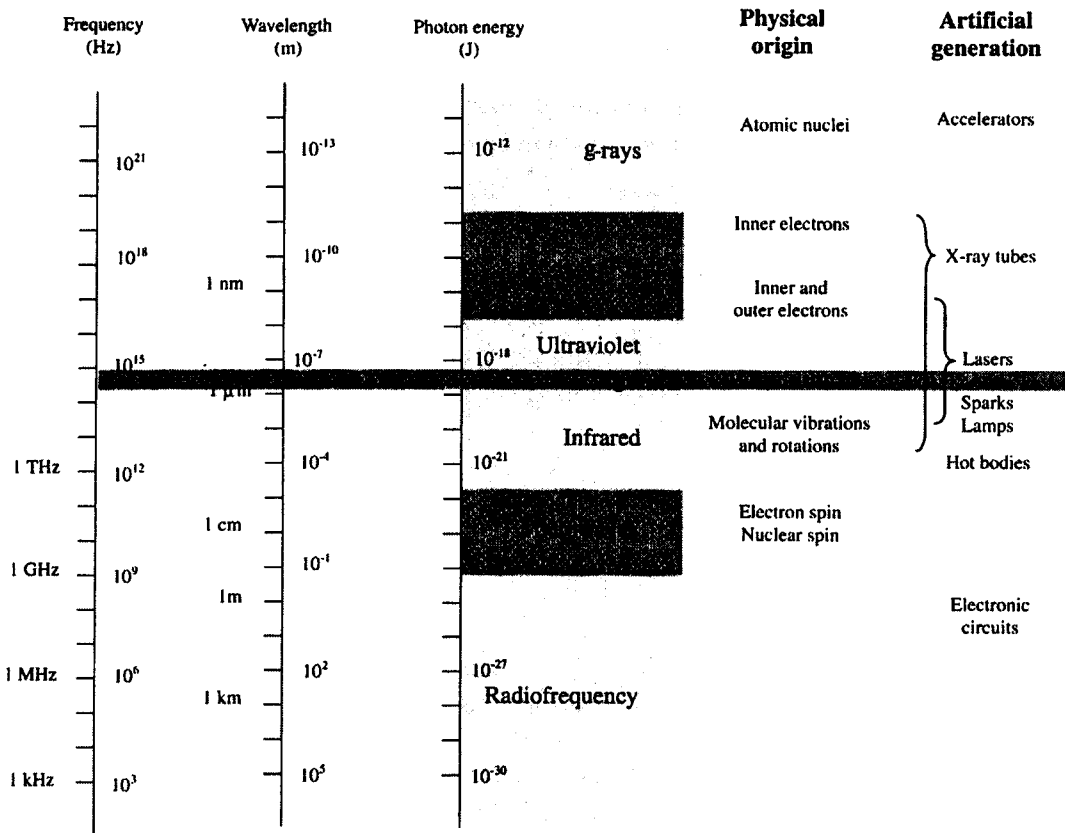 Frequency
(Hz)
Wavelength
(m)
Photon energy
(J)
Physical
origin
Artificial
generation
10²¹
10¹⁸
10¹⁵
1 THz
10¹²
1 GHz
10⁹
1 MHz
10⁶
1 kHz
10³
10⁻¹³
10⁻¹⁰
1 nm
10⁻⁷
1 μm
10⁻⁴
1 cm
10⁻¹
1m
10²
1 km
10⁵
10⁻¹²
10⁻¹⁸
10⁻²¹
10⁻²⁷
10⁻³⁰
g-rays
Ultraviolet
Infrared
Radiofrequency
Atomic nuclei
Inner electrons
Inner and
outer electrons
Molecular vibrations
and rotations
Electron spin
Nuclear spin
Accelerators
X-ray tubes
Lasers
Sparks
Lamps
Hot bodies
Electronic
circuits